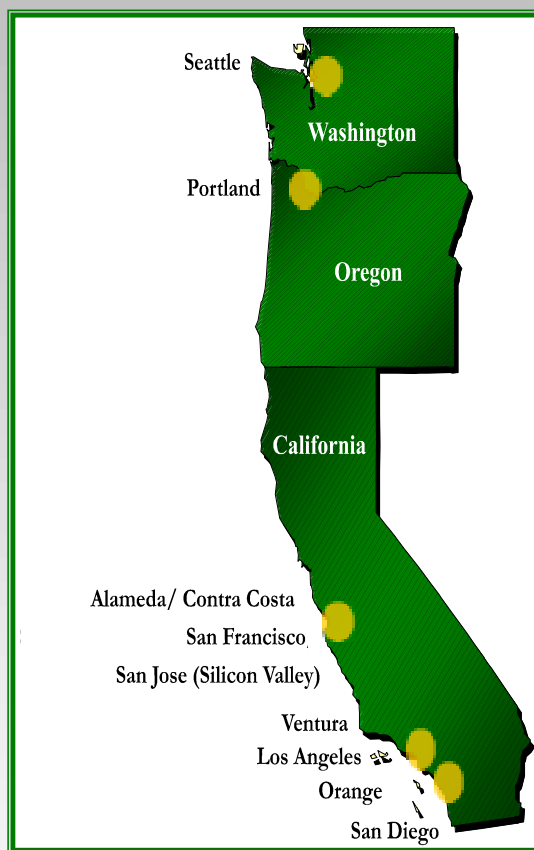 Seattle
Washington
Portland
Oregon
California
Alameda/ Contra Costa
San Francisco
San Jose (Silicon Valley)
Ventura
Los Angeles
Orange
San Diego